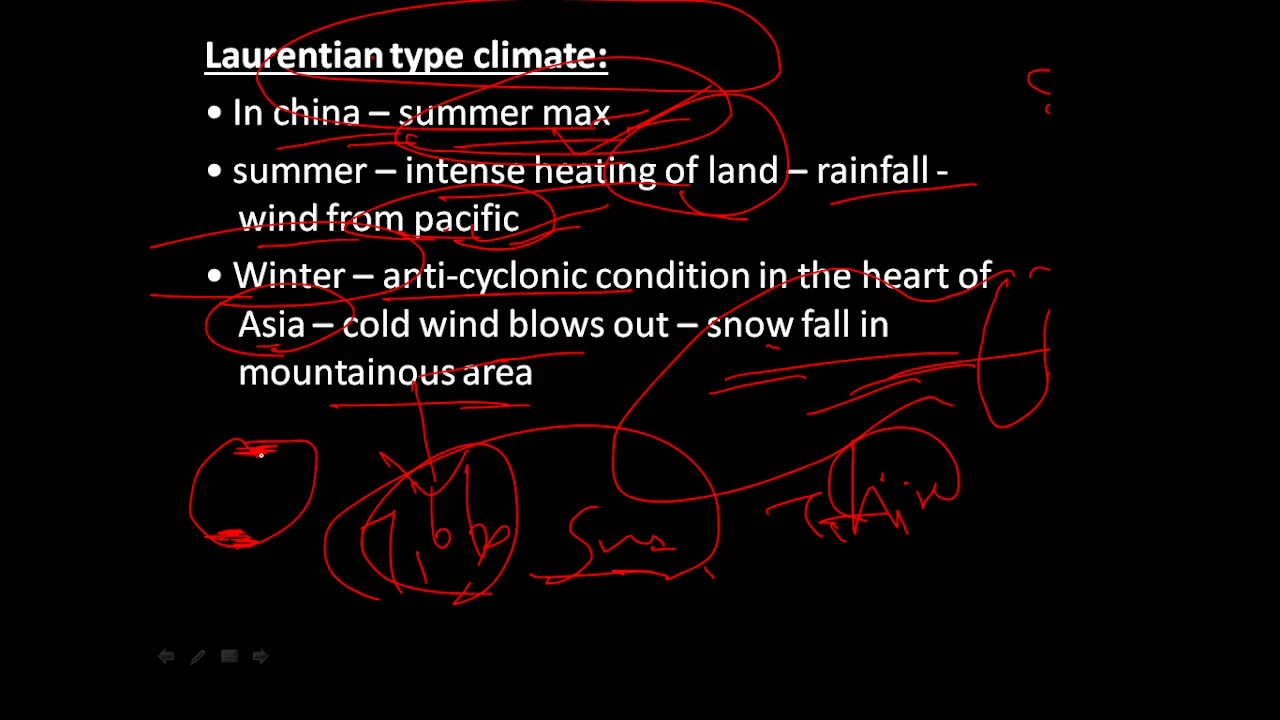 Laurentian type climate:
• In china – summer max
• summer – intense heating of land – rainfall -
wind from pacific
• Winter – anti-cyclonic condition in the heart of
Asia – cold wind blows out – snow fall in
mountainous area